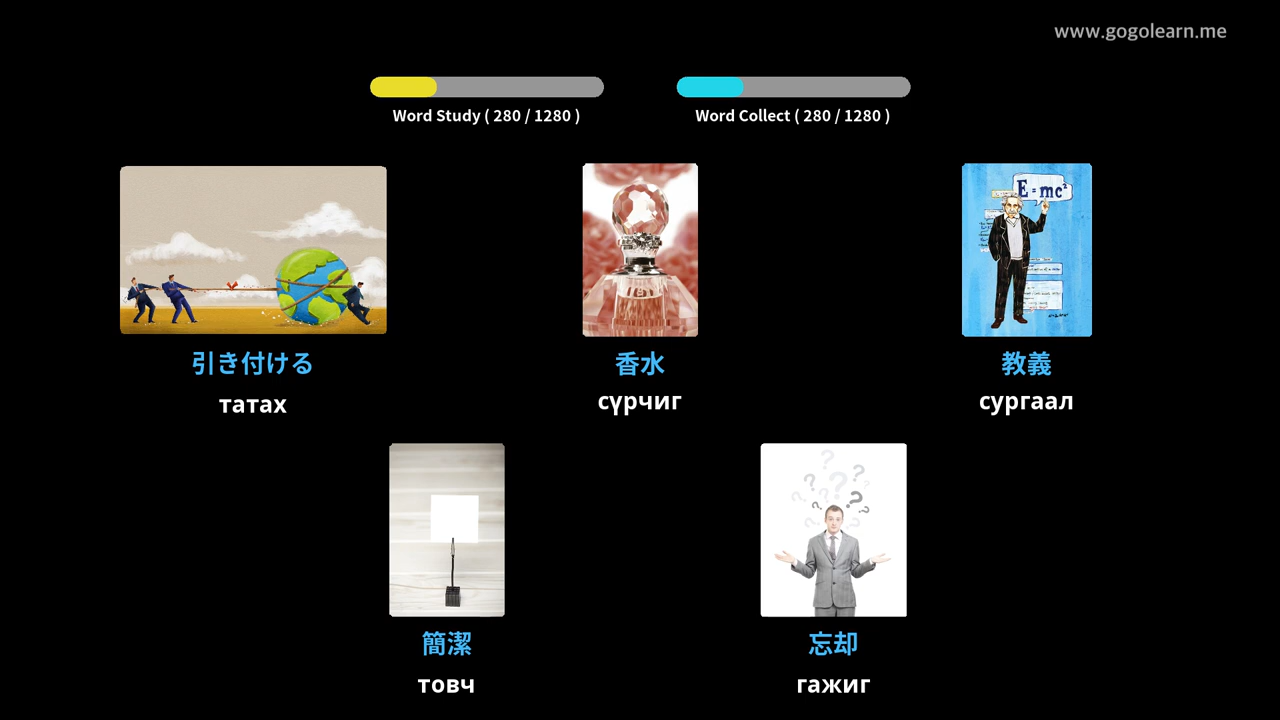 www.gogolearn.me
Word Study ( 280 / 1280 )
Word Collect ( 280 / 1280 )
E=mc²
引き付ける
татах
香水
сүрчиг
教義
сургаал
簡潔
товч
忘却
гажиг